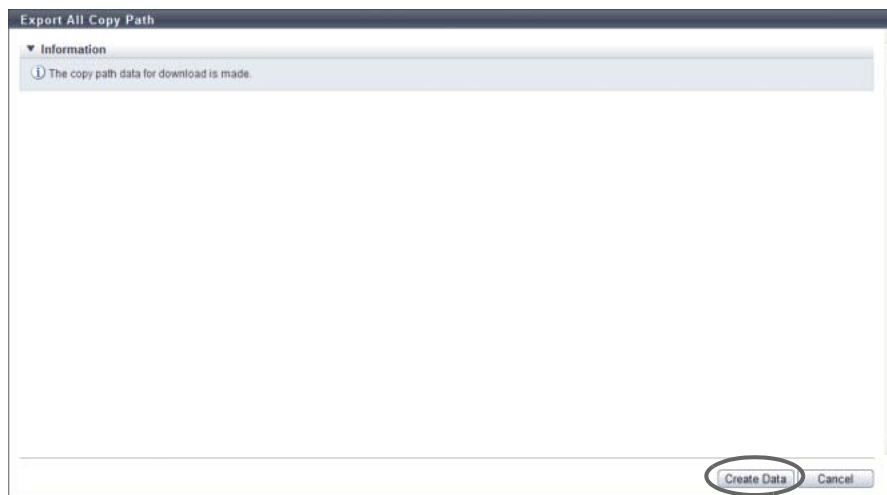 Export All Copy Path
Information
The copy path data for download is made.
Create Data
Cancel